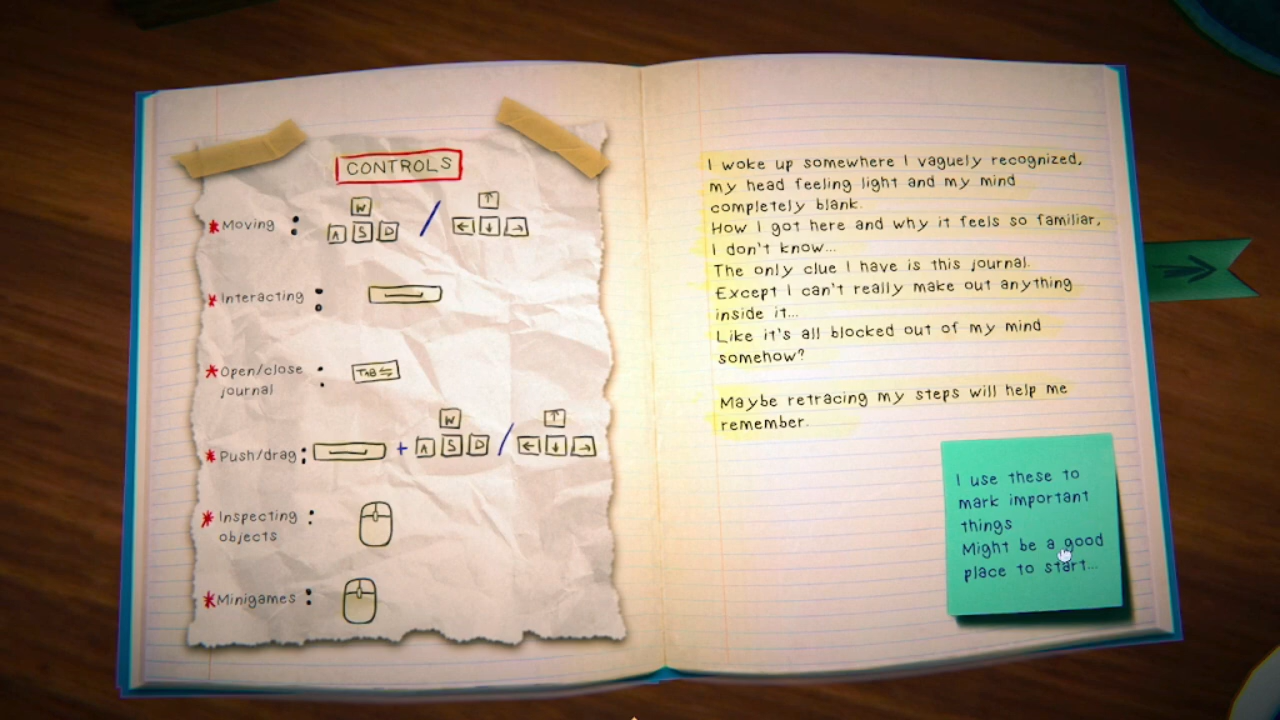 CONTROLS
*Moving :
W
A S D / ↑
← ↓ →
*Interacting :
*Open/close
journal :
TAB ⇆
*Push/drag : + W
A S D / ↑
← ↓ →
*Inspecting
objects :
*Minigames :
I woke up somewhere I vaguely recognized,
my head feeling light and my mind
completely blank.
How I got here and why it feels so familiar,
I don't know...
The only clue I have is this journal.
Except I can't really make out anything
inside it...
Like it's all blocked out of my mind
somehow?
Maybe retracing my steps will help me
remember.
I use these to
mark important
things
Might be a good
place to start...